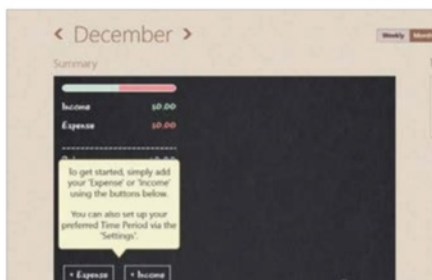 < December >
Weekly
Summary
Income $0.00
Expense $0.00
To get started, simply add
your 'Expense' or 'Income'
using the buttons below.
You can also set up your
preferred Time Period via the
'Settings'.
+ Expense + Income